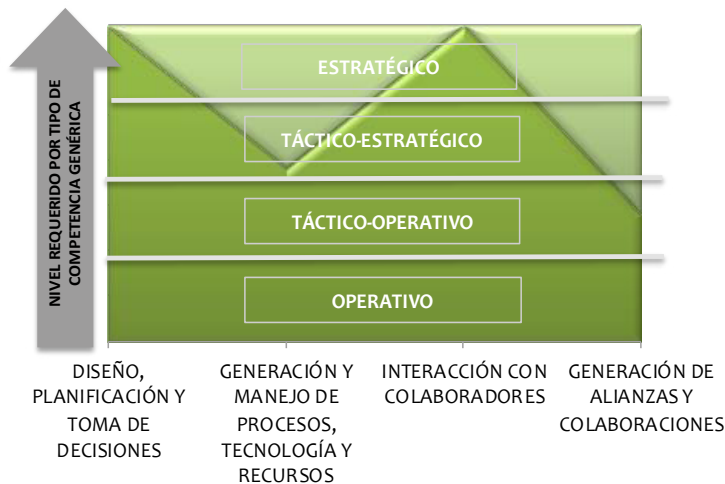 NIVEL REQUERIDO POR TIPO DE
COMPETENCIA GENÉRICA
ESTRATÉGICO
TÁCTICO-ESTRATÉGICO
TÁCTICO-OPERATIVO
OPERATIVO
DISEÑO,
PLANIFICACIÓN Y
TOMA DE
DECISIONES
GENERACIÓN Y
MANEJO DE
PROCESOS,
TECNOLOGÍA Y
RECURSOS
INTERACCIÓN CON
COLABORADORES
GENERACIÓN DE
ALIANZAS Y
COLABORACIONES